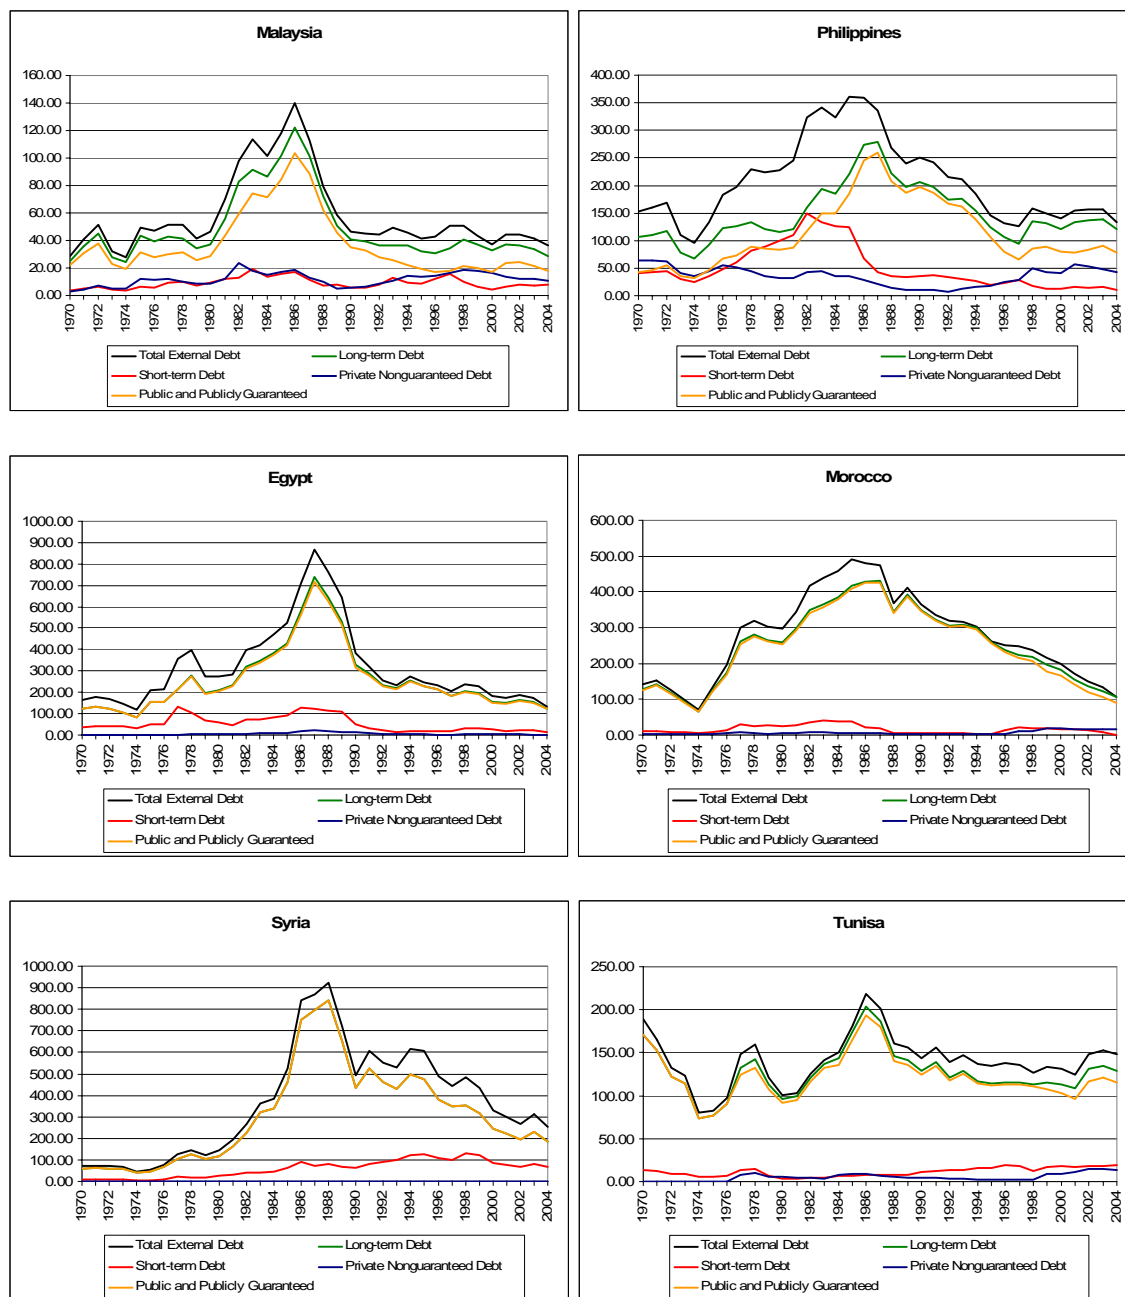 Malaysia
160.00
140.00
120.00
100.00
80.00
60.00
40.00
20.00
0.00
1970 1972 1974 1976 1978 1980 1982 1984 1986 1988 1990 1992 1994 1996 1998 2000 2002 2004
Total External Debt Long-term Debt
Short-term Debt Private Nonguaranteed Debt
Public and Publicly Guaranteed
Philippines
400.00
350.00
300.00
250.00
200.00
150.00
100.00
50.00
0.00
1970 1972 1974 1976 1978 1980 1982 1984 1986 1988 1990 1992 1994 1996 1998 2000 2002 2004
Total External Debt Long-term Debt
Short-term Debt Private Nonguaranteed Debt
Public and Publicly Guaranteed
Egypt
1000.00
900.00
800.00
700.00
600.00
500.00
400.00
300.00
200.00
100.00
0.00
1970 1972 1974 1976 1978 1980 1982 1984 1986 1988 1990 1992 1994 1996 1998 2000 2002 2004
Total External Debt Long-term Debt
Short-term Debt Private Nonguaranteed Debt
Public and Publicly Guaranteed
Morocco
600.00
500.00
400.00
300.00
200.00
100.00
0.00
1970 1972 1974 1976 1978 1980 1982 1984 1986 1988 1990 1992 1994 1996 1998 2000 2002 2004
Total External Debt Long-term Debt
Short-term Debt Private Nonguaranteed Debt
Public and Publicly Guaranteed
Syria
1000.00
900.00
800.00
700.00
600.00
500.00
400.00
300.00
200.00
100.00
0.00
1970 1972 1974 1976 1978 1980 1982 1984 1986 1988 1990 1992 1994 1996 1998 2000 2002 2004
Total External Debt Long-term Debt
Short-term Debt Private Nonguaranteed Debt
Public and Publicly Guaranteed
Tunisa
250.00
200.00
150.00
100.00
50.00
0.00
1970 1972 1974 1976 1978 1980 1982 1984 1986 1988 1990 1992 1994 1996 1998 2000 2002 2004
Total External Debt Long-term Debt
Short-term Debt Private Nonguaranteed Debt
Public and Publicly Guaranteed